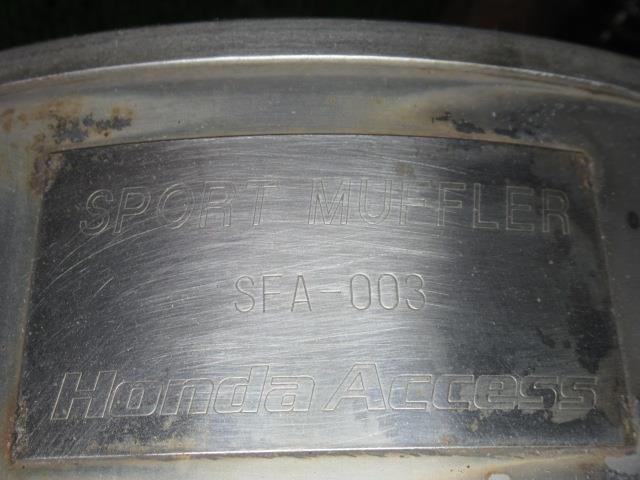 SPORT MUFFLER
SFA-003
Honda Access